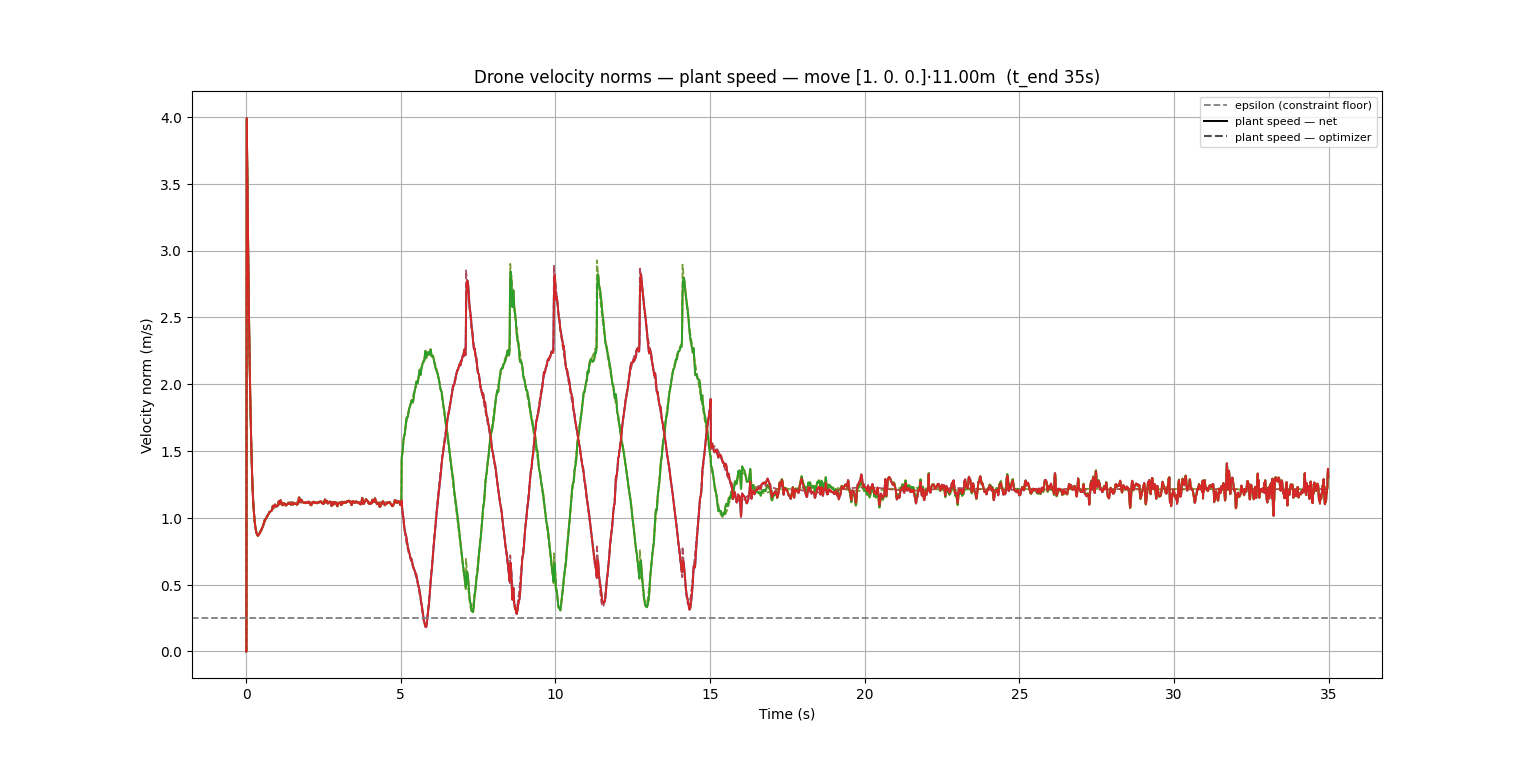 Drone velocity norms — plant speed — move [1. 0. 0.]·11.00m  (t_end 35s)
epsilon (constraint floor)
plant speed — net
plant speed — optimizer
Velocity norm (m/s)
4.0
3.5
3.0
2.5
2.0
1.5
1.0
0.5
0.0
0 5 10 15 20 25 30 35
Time (s)